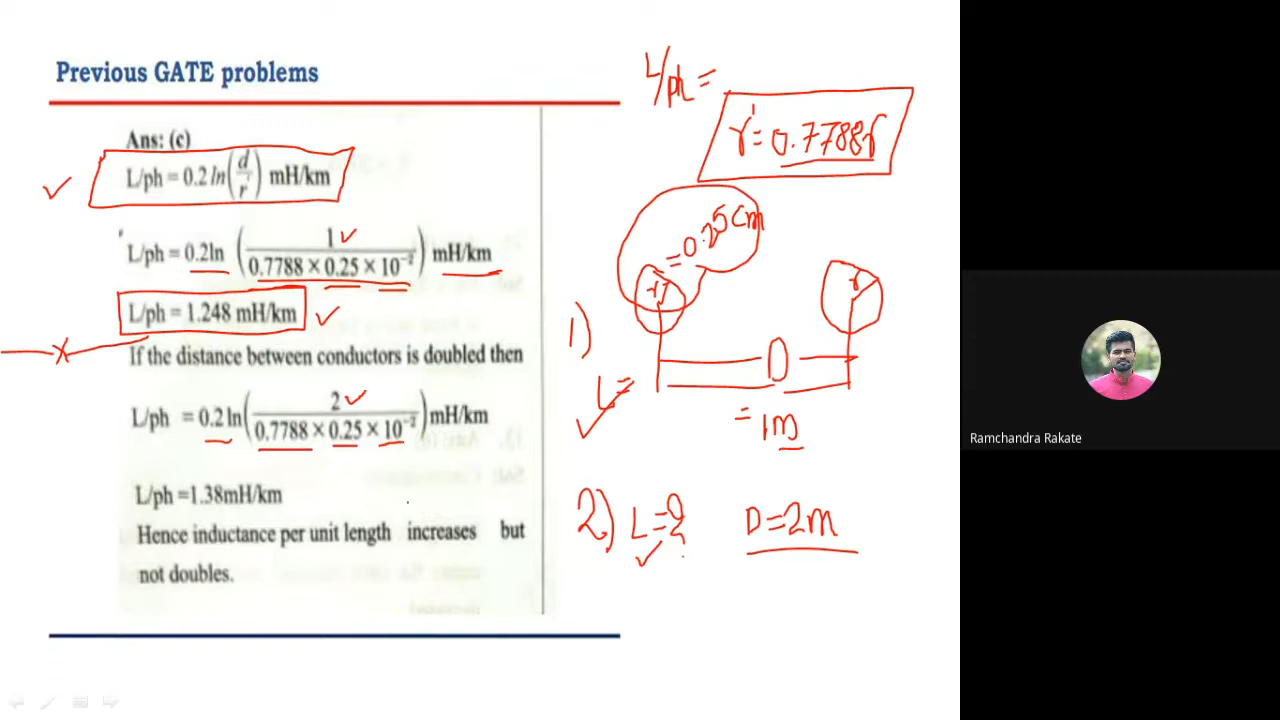 Previous GATE problems
Ans: (c)
L/ph = 0.2 ln(d/r') mH/km
L/ph = 0.2ln (1/(0.7788 × 0.25 × 10⁻²)) mH/km
L/ph = 1.248 mH/km
If the distance between conductors is doubled then
L/ph = 0.2 ln(2/(0.7788 × 0.25 × 10⁻²)) mH/km
L/ph =1.38mH/km
Hence inductance per unit length increases but
not doubles.
L/ph =
r' = 0.7788r
= 0.25 cm
r
r
1)
D
L =
= 1m
2) L = ? D = 2m
Ramchandra Rakate